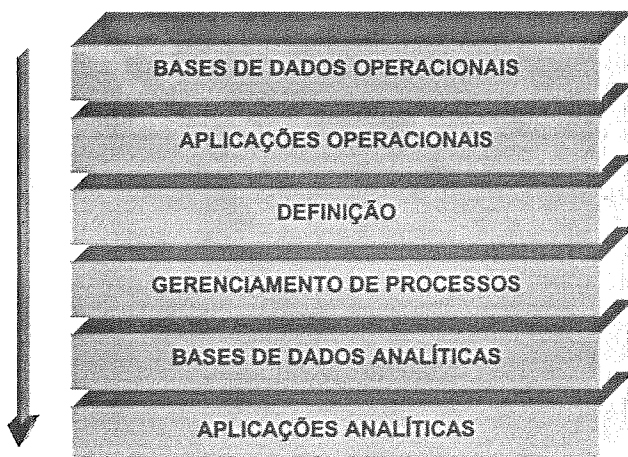 BASES DE DADOS OPERACIONAIS
APLICAÇÕES OPERACIONAIS
DEFINIÇÃO
GERENCIAMENTO DE PROCESSOS
BASES DE DADOS ANALÍTICAS
APLICAÇÕES ANALÍTICAS